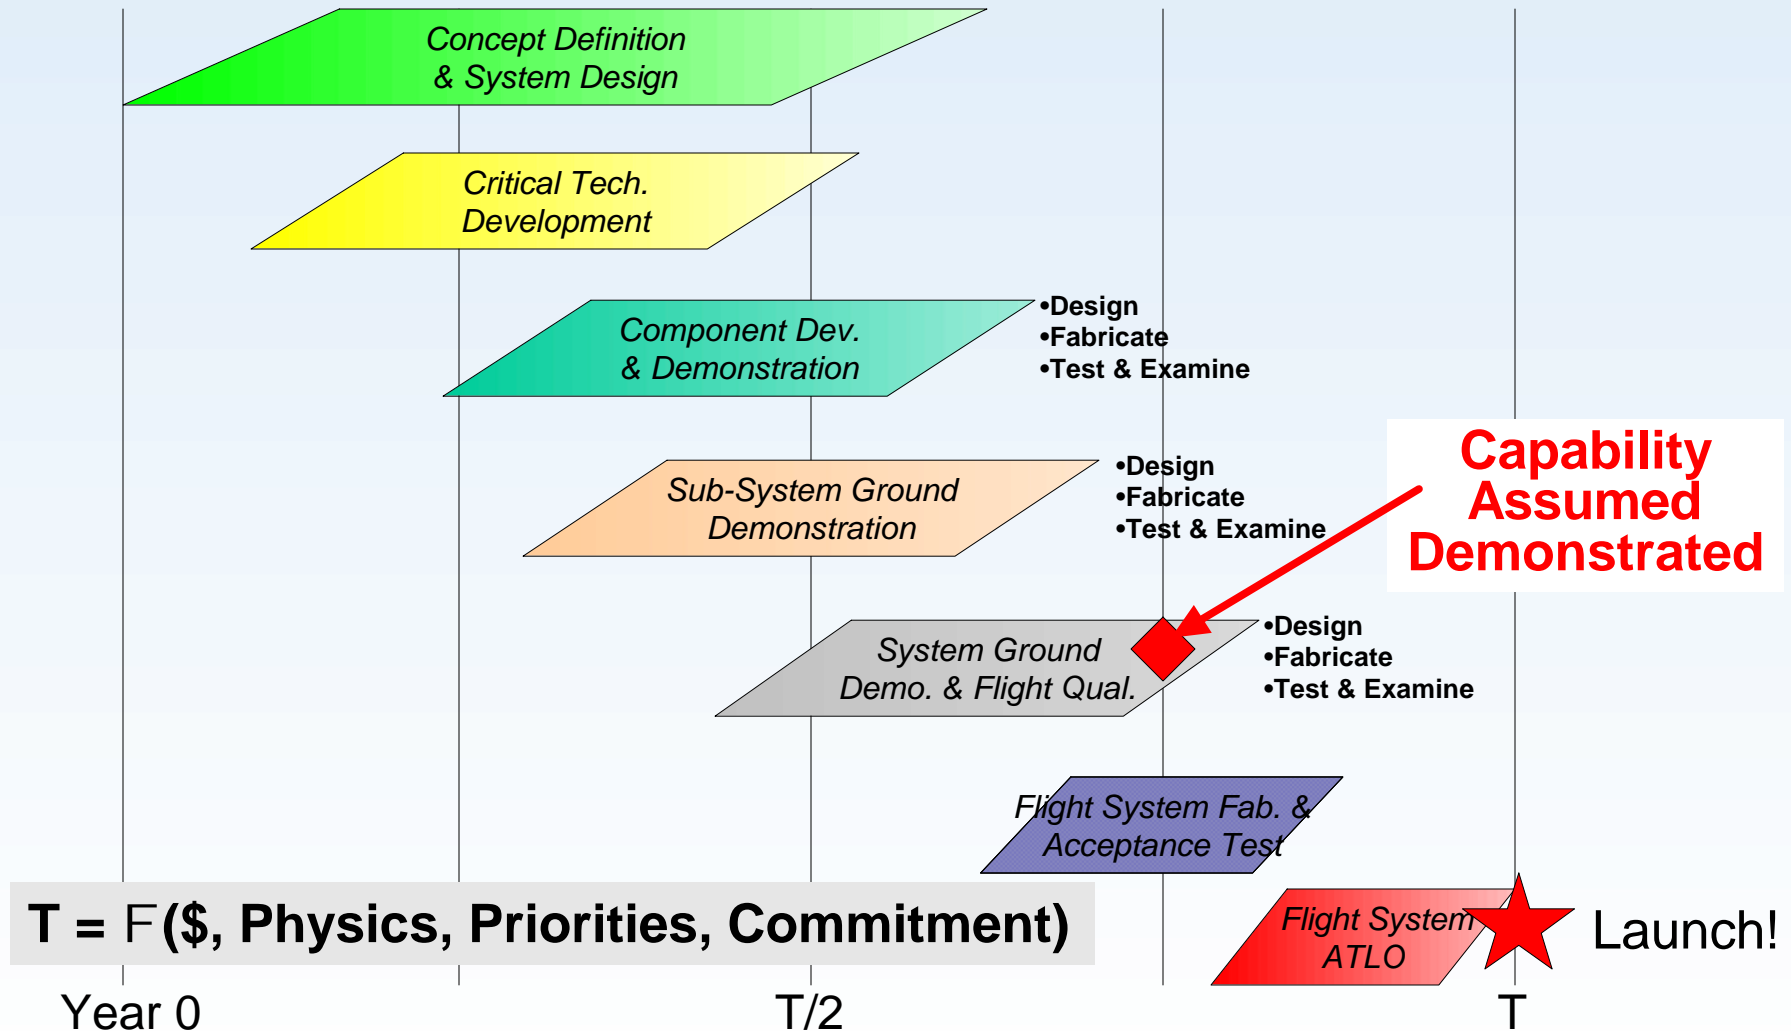 Concept Definition
& System Design
Critical Tech.
Development
Component Dev.
& Demonstration
•Design
•Fabricate
•Test & Examine
Sub-System Ground
Demonstration
•Design
•Fabricate
•Test & Examine
Capability
Assumed
Demonstrated
System Ground
Demo. & Flight Qual.
•Design
•Fabricate
•Test & Examine
Flight System Fab. &
Acceptance Test
T = F($, Physics, Priorities, Commitment)
Flight System
ATLO
Launch!
Year 0
T/2
T